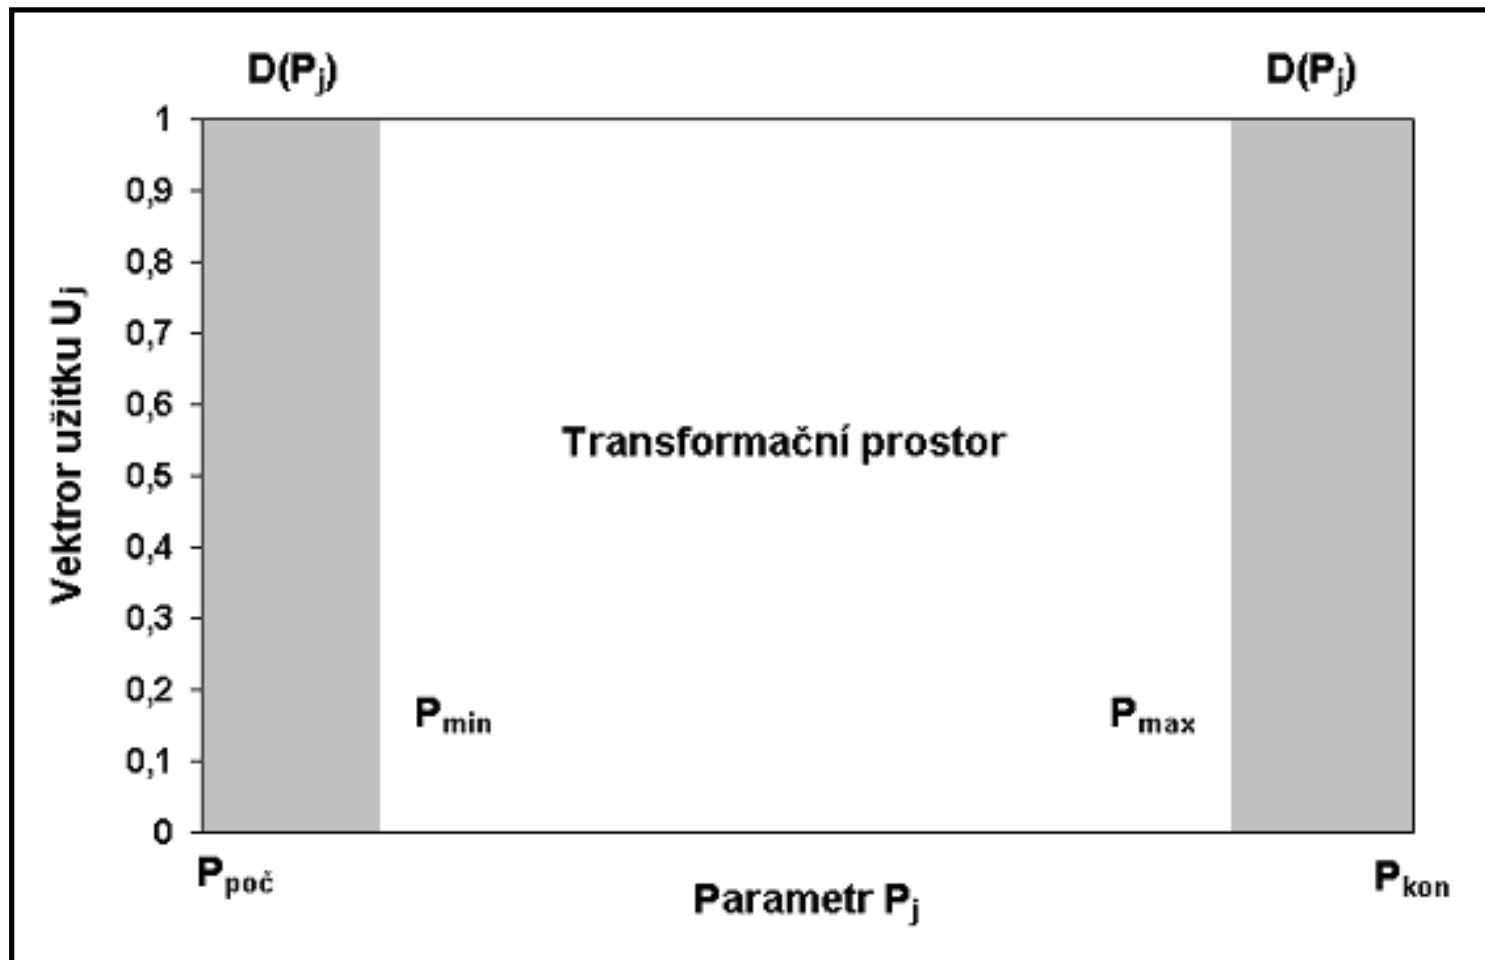 D(Pj) D(Pj)
1
0,9
0,8
0,7
0,6
0,5
0,4
0,3
0,2
0,1
0
Vektror užitku Uj
Transformační prostor
Pmin Pmax
Ppoč Pkon
Parametr Pj